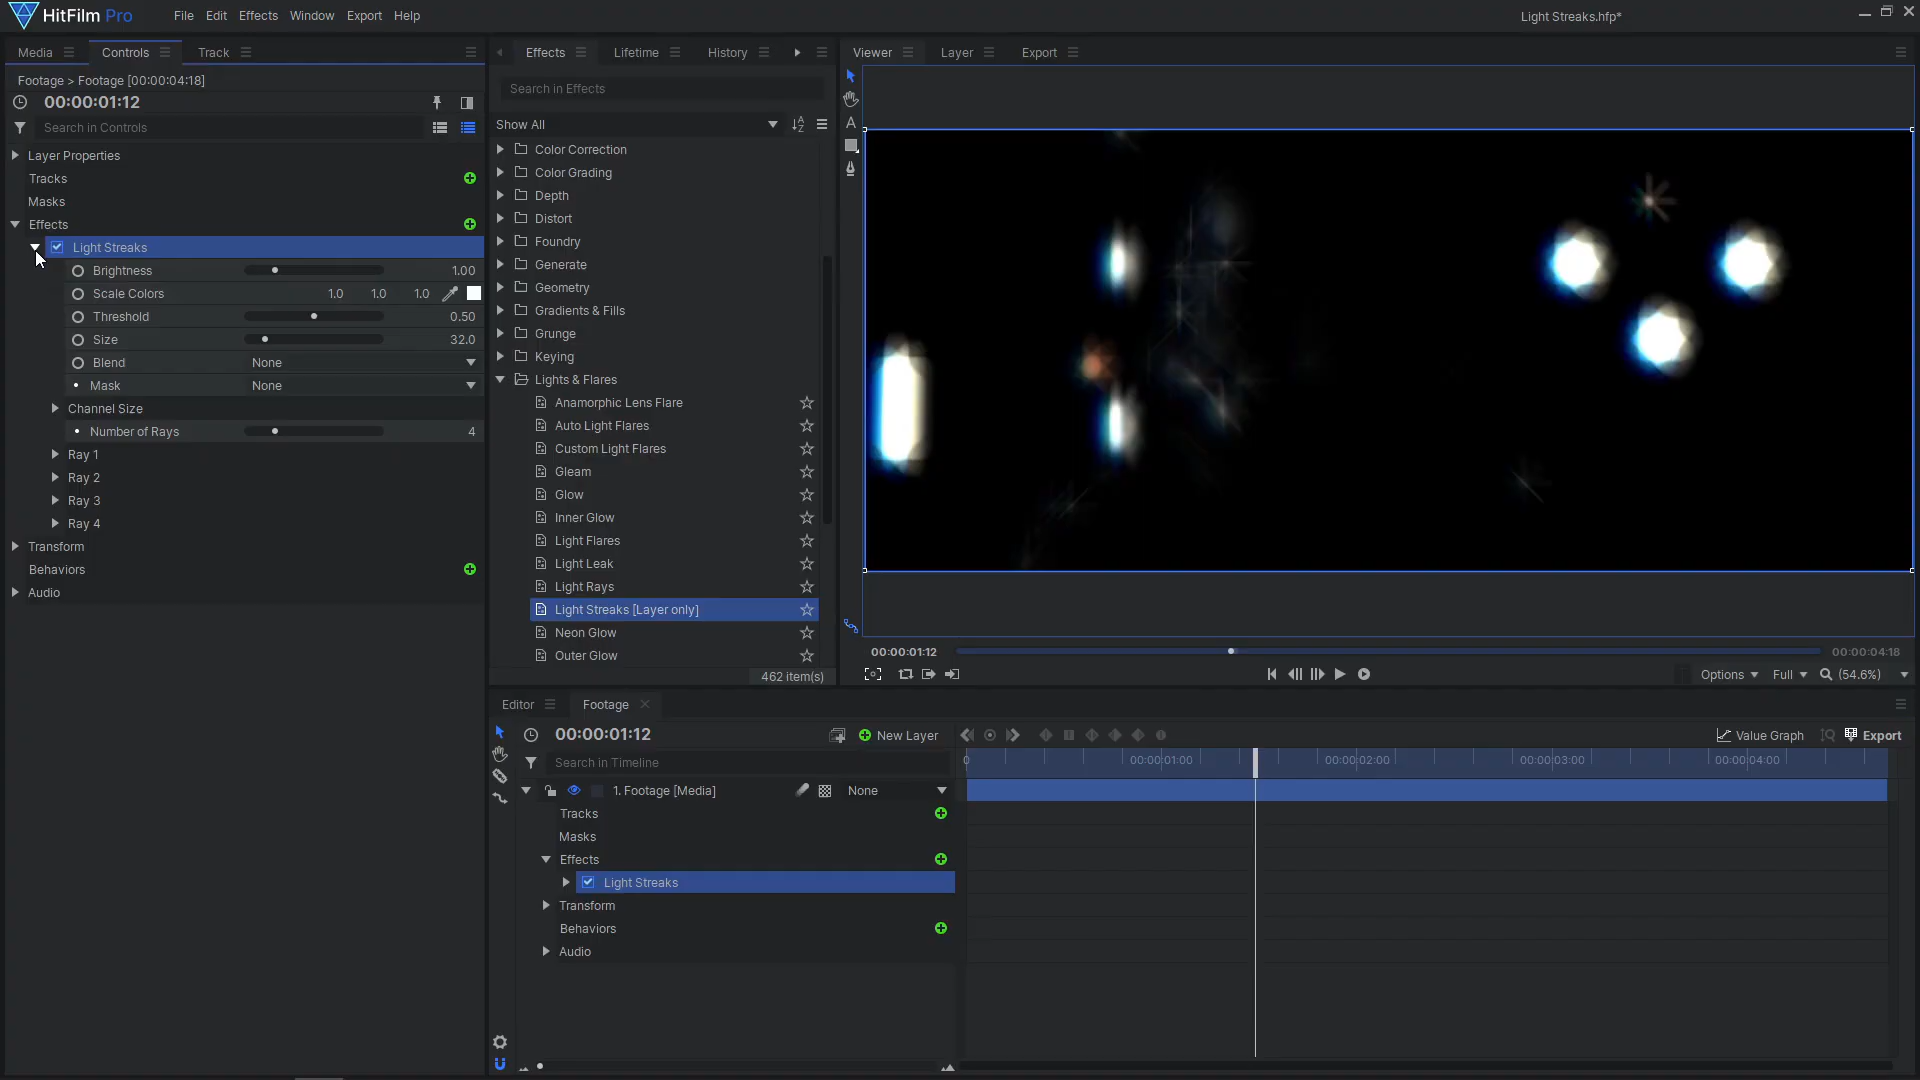 HitFilm Pro
File Edit Effects Window Export Help
Light Streaks.hfp*
Media
Controls
Track
Footage > Footage [00:00:04:18]
00:00:01:12
Search in Controls
Layer Properties
Tracks
Masks
Effects
Light Streaks
Brightness 1.00
Scale Colors 1.0 1.0 1.0
Threshold 0.50
Size 32.0
Blend None
Mask None
Channel Size
Number of Rays 4
Ray 1
Ray 2
Ray 3
Ray 4
Transform
Behaviors
Audio
Effects
Lifetime
History
Search in Effects
Show All
Color Correction
Color Grading
Depth
Distort
Foundry
Generate
Geometry
Gradients & Fills
Grunge
Keying
Lights & Flares
Anamorphic Lens Flare
Auto Light Flares
Custom Light Flares
Gleam
Glow
Inner Glow
Light Flares
Light Leak
Light Rays
Light Streaks [Layer only]
Neon Glow
Outer Glow
462 item(s)
Viewer
Layer
Export
A
00:00:01:12
00:00:04:18
Options
Full
(54.6%)
Editor
Footage
00:00:01:12
New Layer
Value Graph
Export
Search in Timeline
0 00:00:01:00 00:00:02:00 00:00:03:00 00:00:04:00
1. Footage [Media]
None
Tracks
Masks
Effects
Light Streaks
Transform
Behaviors
Audio